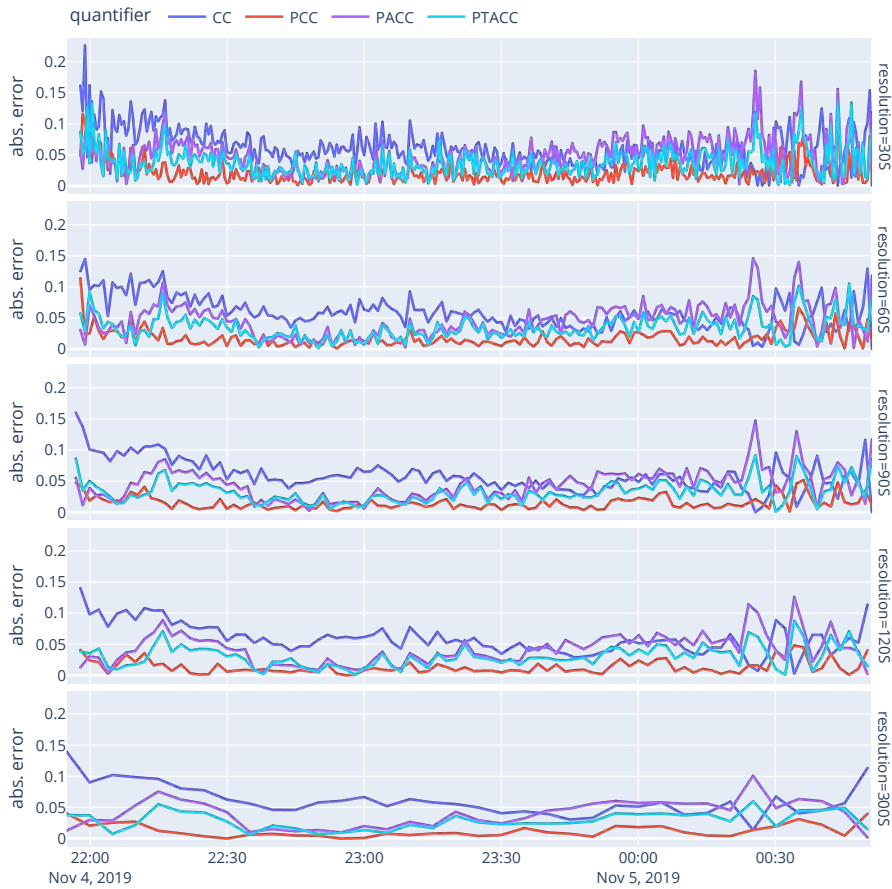 quantifier CC PCC PACC PTACC
0.2
0.15
0.1
0.05
0
abs. error
resolution=30S
0.2
0.15
0.1
0.05
0
abs. error
resolution=60S
0.2
0.15
0.1
0.05
0
abs. error
resolution=90S
0.2
0.15
0.1
0.05
0
abs. error
resolution=120S
0.2
0.15
0.1
0.05
0
abs. error
resolution=300S
22:00 22:30 23:00 23:30 00:00 00:30
Nov 4, 2019 Nov 5, 2019